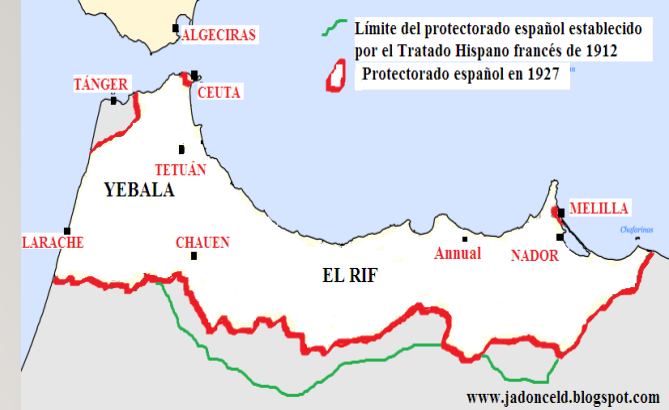 ALGECIRAS
Límite del protectorado español establecido
por el Tratado Hispano francés de 1912
Protectorado español en 1927
TÁNGER
CEUTA
TETUÁN
YEBALA
MELILLA
LARACHE
CHAUEN
Annual
NADOR
Chafarinas
EL RIF
www.jadonceld.blogspot.com